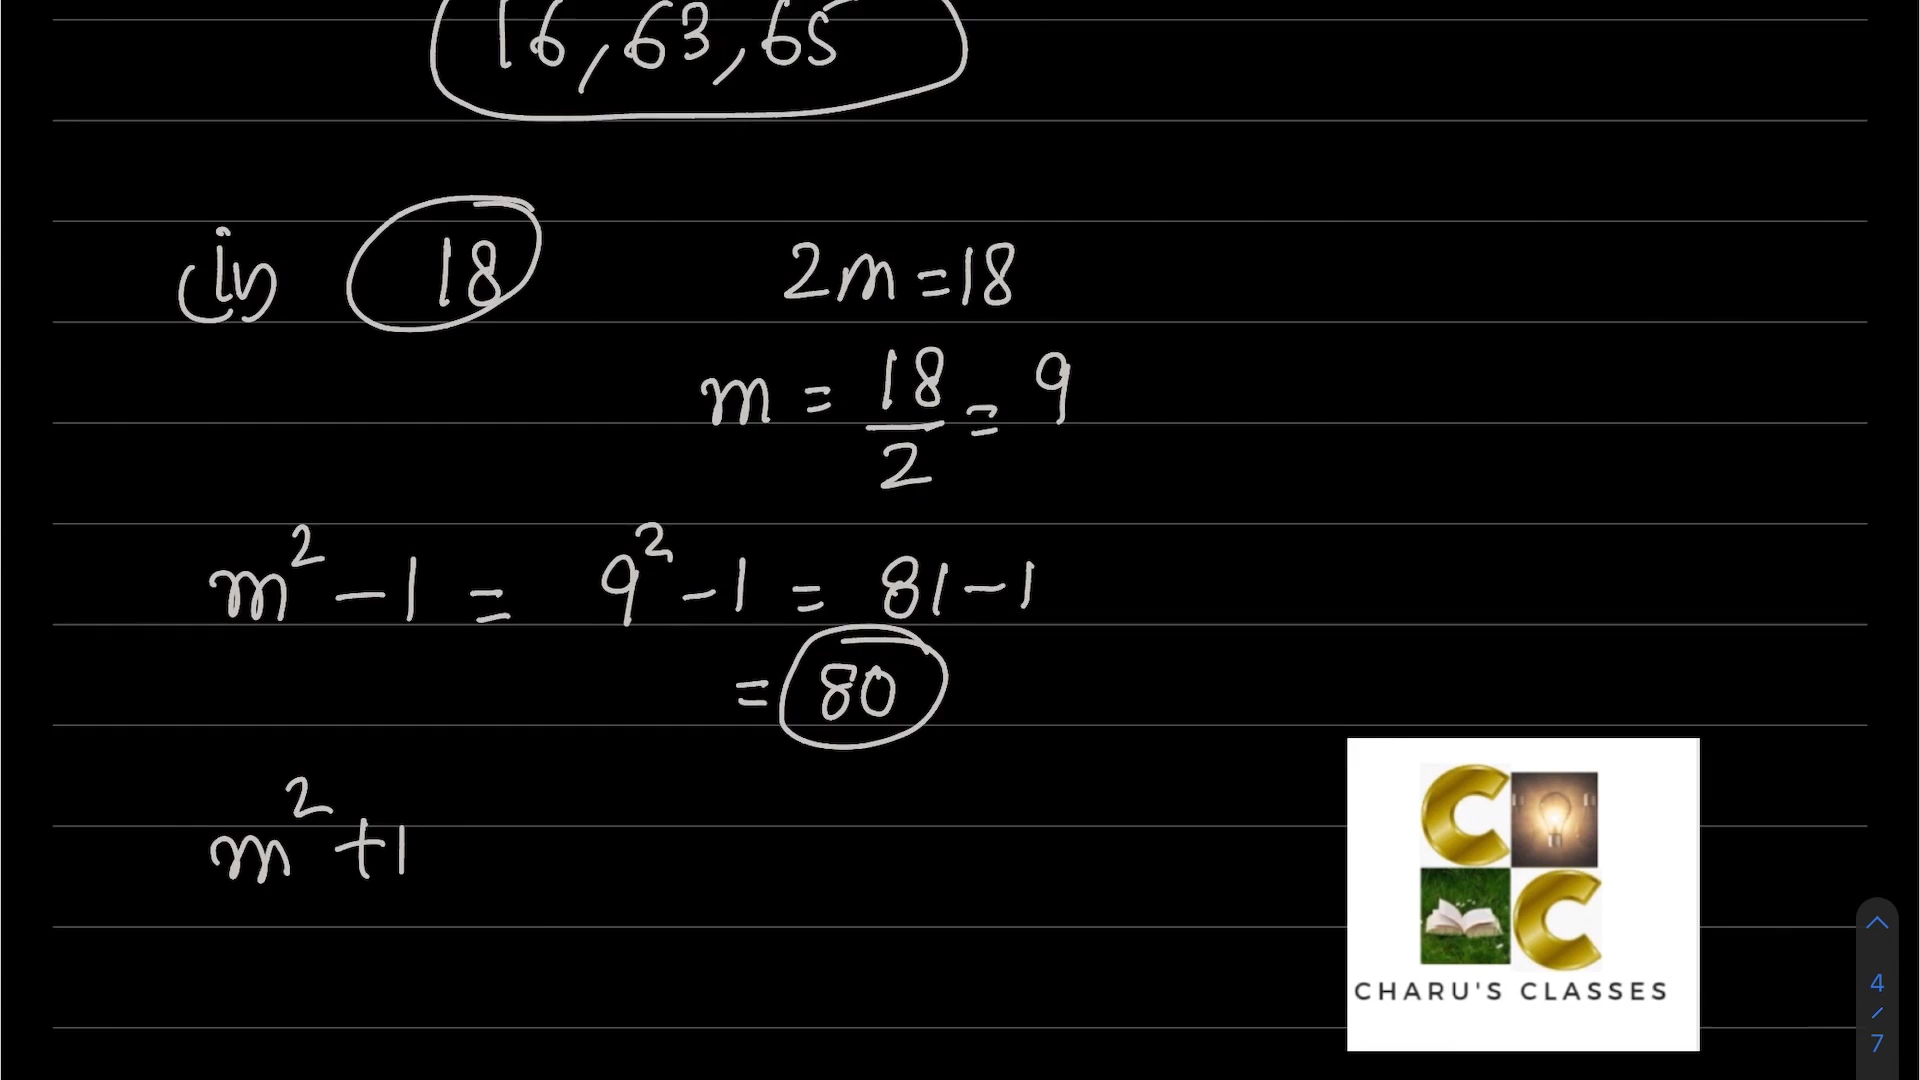 16, 63, 65
(iv) 18 2m = 18
m = 18/2 = 9
m² - 1 = 9² - 1 = 81 - 1
= 80
m² + 1
CHARU'S CLASSES
4
/
7